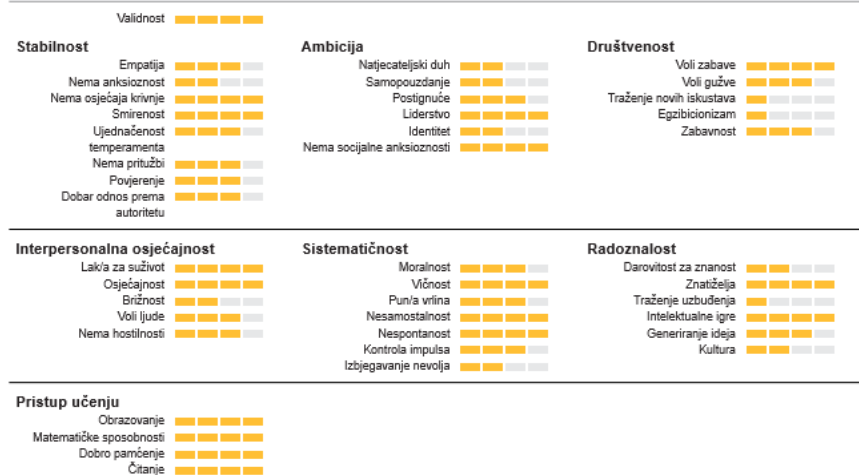 Validnost
Stabilnost
Empatija
Nema anksioznost
Nema osjećaja krivnje
Smirenost
Ujednačenost
temperamenta
Nema pritužbi
Povjerenje
Dobar odnos prema
autoritetu
Ambicija
Natjecateljski duh
Samopouzdanje
Postignuće
Liderstvo
Identitet
Nema socijalne anksioznosti
Društvenost
Voli zabave
Voli gužve
Traženje novih iskustava
Egzibicionizam
Zabavnost
Interpersonalna osjećajnost
Lak/a za suživot
Osjećajnost
Brižnost
Voli ljude
Nema hostilnosti
Sistematičnost
Moralnost
Vičnost
Pun/a vrlina
Nesamostalnost
Nespontanost
Kontrola impulsa
Izbjegavanje nevolja
Radoznalost
Darovitost za znanost
Znatiželja
Traženje uzbuđenja
Intelektualne igre
Generiranje ideja
Kultura
Pristup učenju
Obrazovanje
Matematičke sposobnosti
Dobro pamćenje
Čitanje